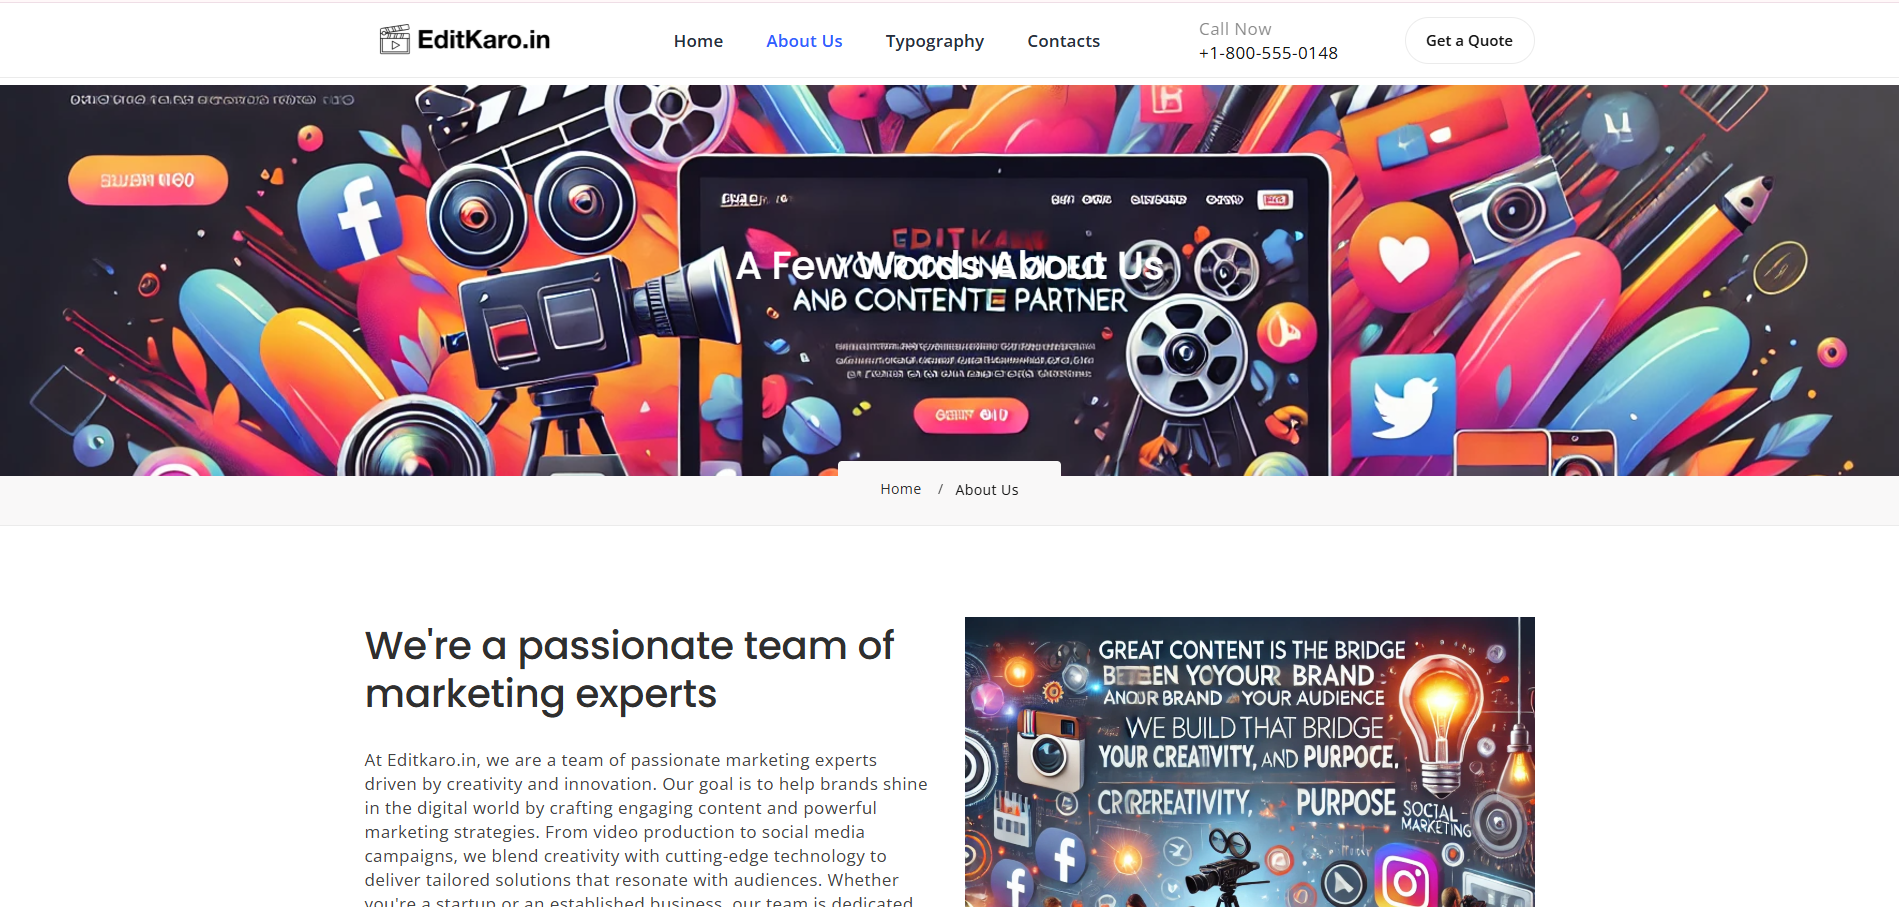 EditKaro.in
Home
About Us
Typography
Contacts
Call Now
+1-800-555-0148
Get a Quote
EDIT KARO
A Few Words About Us
AND CONTENTE PARTNER
Home / About Us
We're a passionate team of
marketing experts
At Editkaro.in, we are a team of passionate marketing experts
driven by creativity and innovation. Our goal is to help brands shine
in the digital world by crafting engaging content and powerful
marketing strategies. From video production to social media
campaigns, we blend creativity with cutting-edge technology to
deliver tailored solutions that resonate with audiences. Whether
you're a startup or an established business, our team is dedicated
GREAT CONTENT IS THE BRIDGE
YOYOUR BRAND
BRAND YOUR AUDIENCE
WE BUILD THAT BRIDGE
YOUR CREATIVITY, AND PURPOCE.
CRCREREATIVITY, PURPOSE
SOCIAL
MARKETING